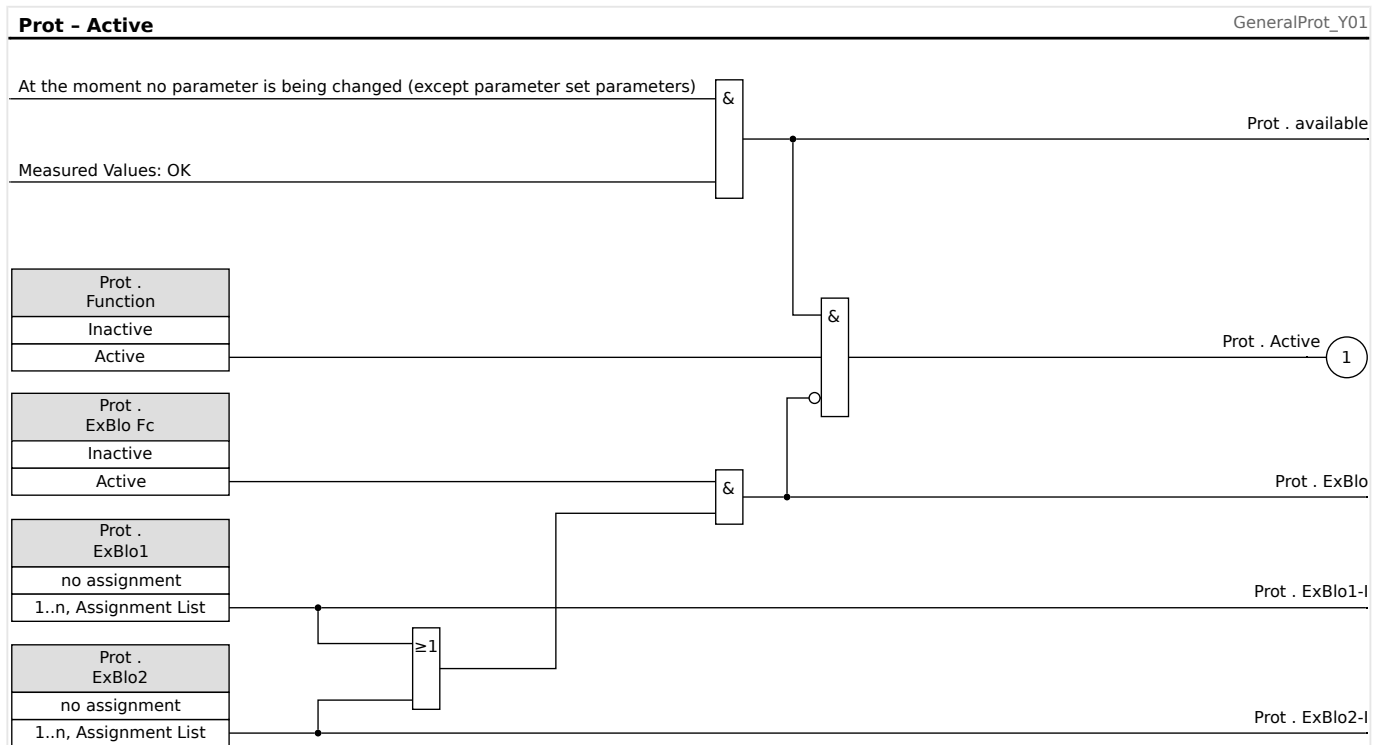 Prot – Active
GeneralProt_Y01
At the moment no parameter is being changed (except parameter set parameters)
&
Prot . available
Measured Values: OK
Prot .
Function
Inactive
Active
&
Prot . Active
1
Prot .
ExBlo Fc
Inactive
Active
&
Prot . ExBlo
Prot .
ExBlo1
no assignment
1..n, Assignment List
Prot . ExBlo1-I
≥1
Prot .
ExBlo2
no assignment
1..n, Assignment List
Prot . ExBlo2-I